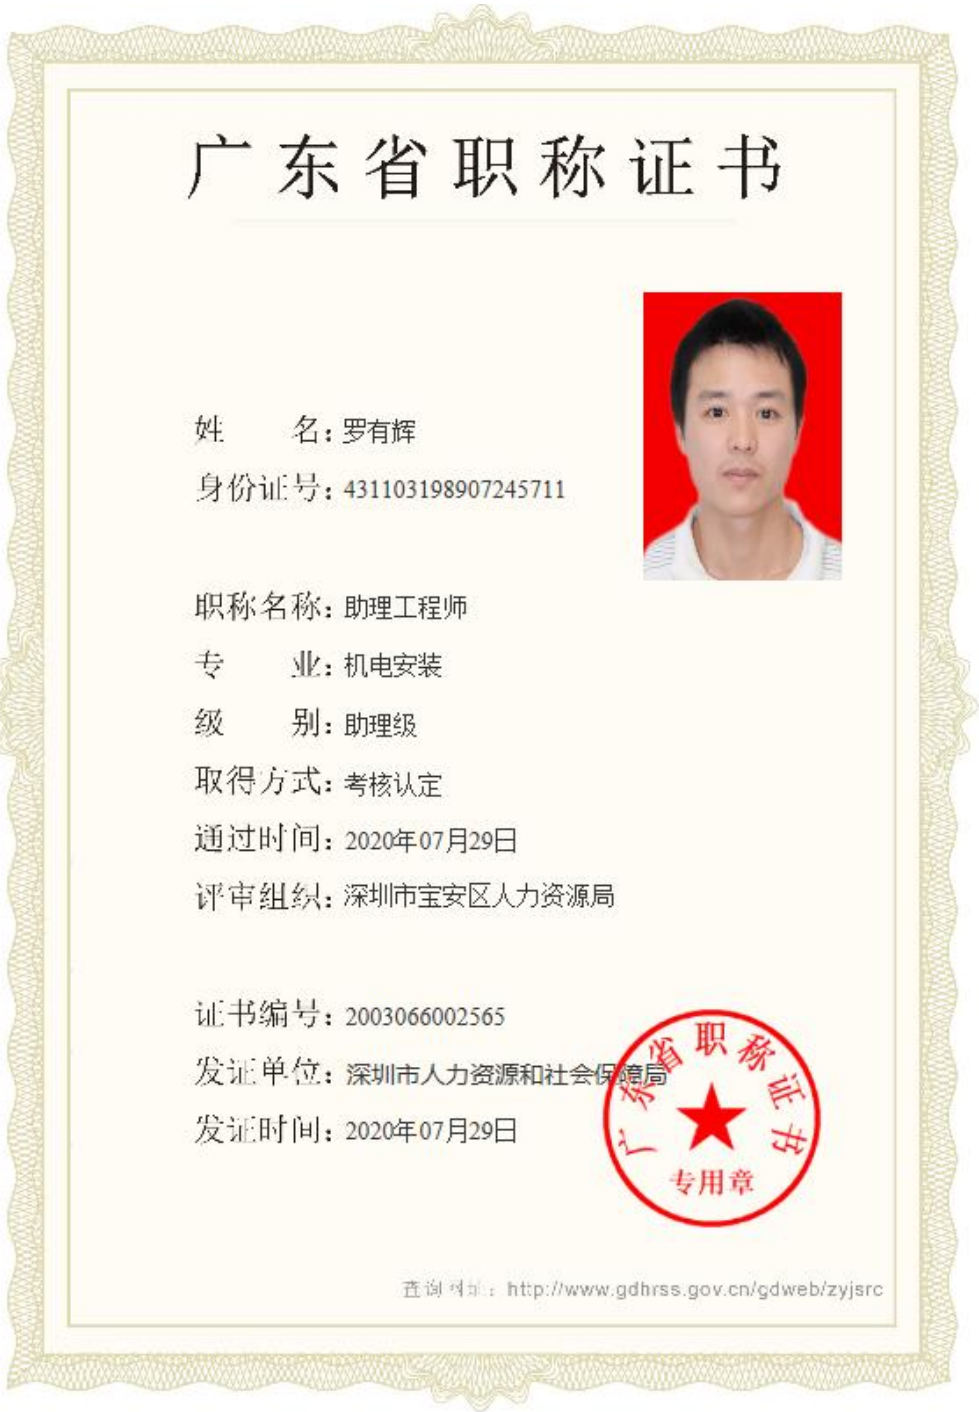 广东省职称证书
姓名：罗有辉
身份证号：431103198907245711
职称名称：助理工程师
专业：机电安装
级别：助理级
取得方式：考核认定
通过时间：2020年07月29日
评审组织：深圳市宝安区人力资源局
证书编号：2003066002565
发证单位：深圳市人力资源和社会保障局
发证时间：2020年07月29日
广东省职称证书
专用章
查询网址：http://www.gdhrss.gov.cn/gdweb/zyjsrc